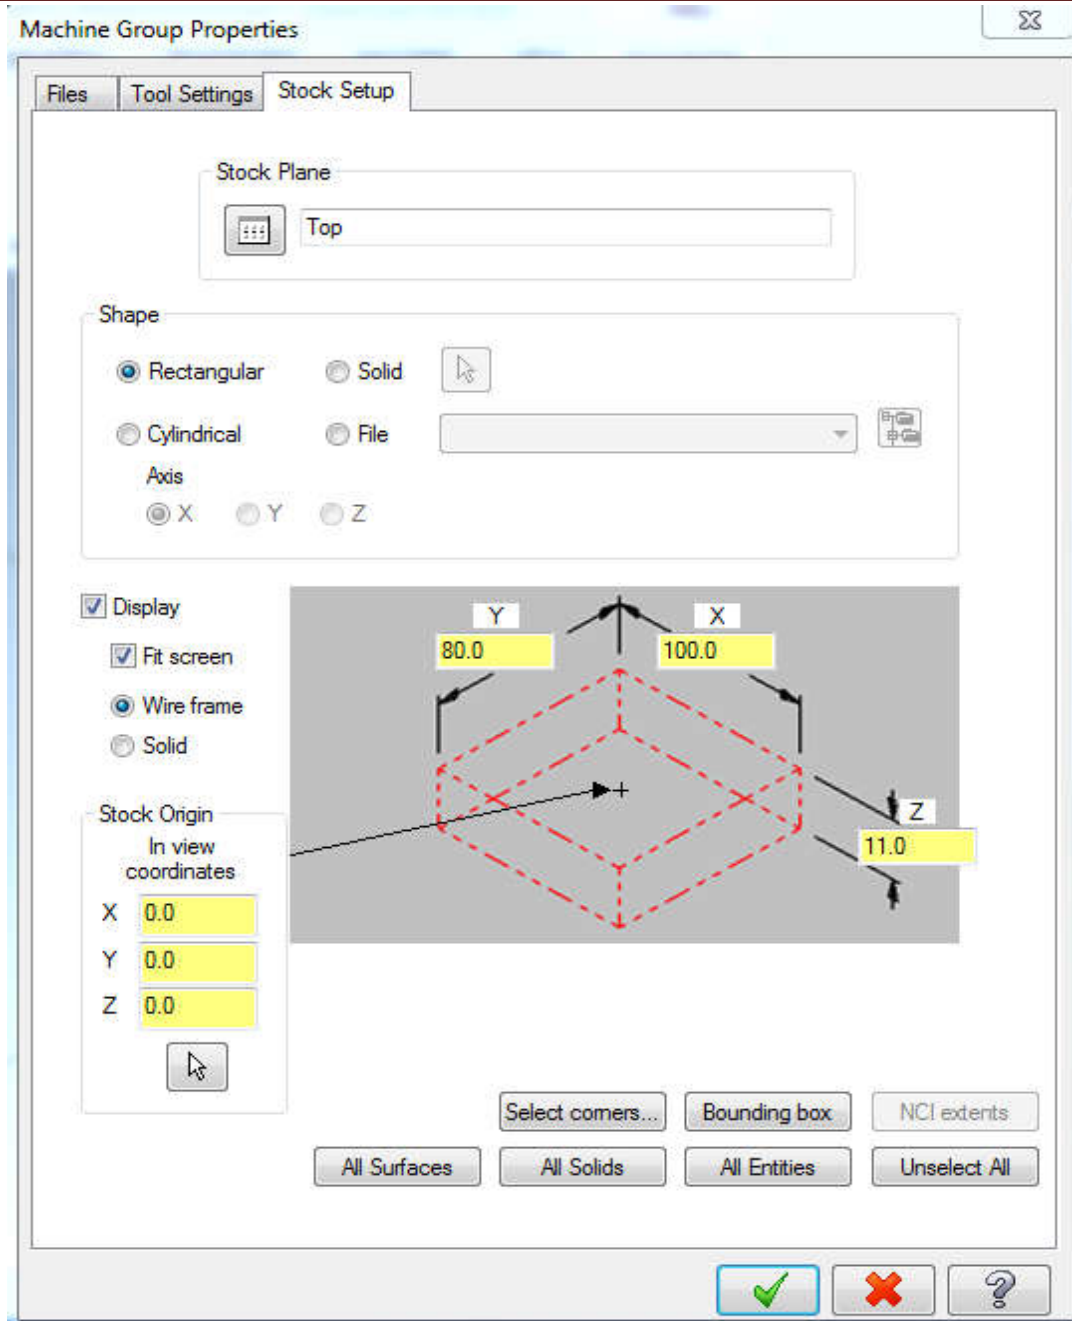 Machine Group Properties
Files Tool Settings Stock Setup
Stock Plane
Top
Shape
Rectangular Solid
Cylindrical File
Axis
X Y Z
Display
Fit screen
Wire frame
Solid
Y X
80.0 100.0
Z
11.0
Stock Origin
In view
coordinates
X 0.0
Y 0.0
Z 0.0
Select corners... Bounding box NCI extents
All Surfaces All Solids All Entities Unselect All